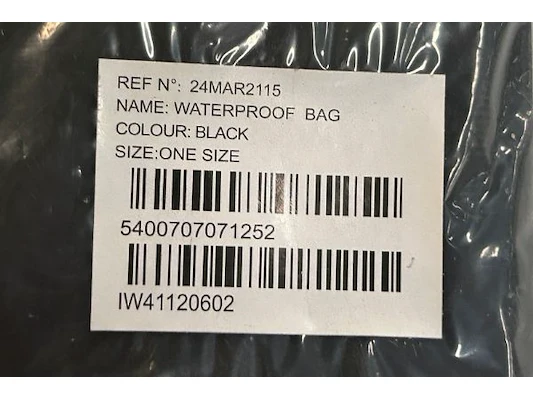 REF N°: 24MAR2115
NAME: WATERPROOF BAG
COLOUR: BLACK
SIZE:ONE SIZE
5400707071252
IW41120602